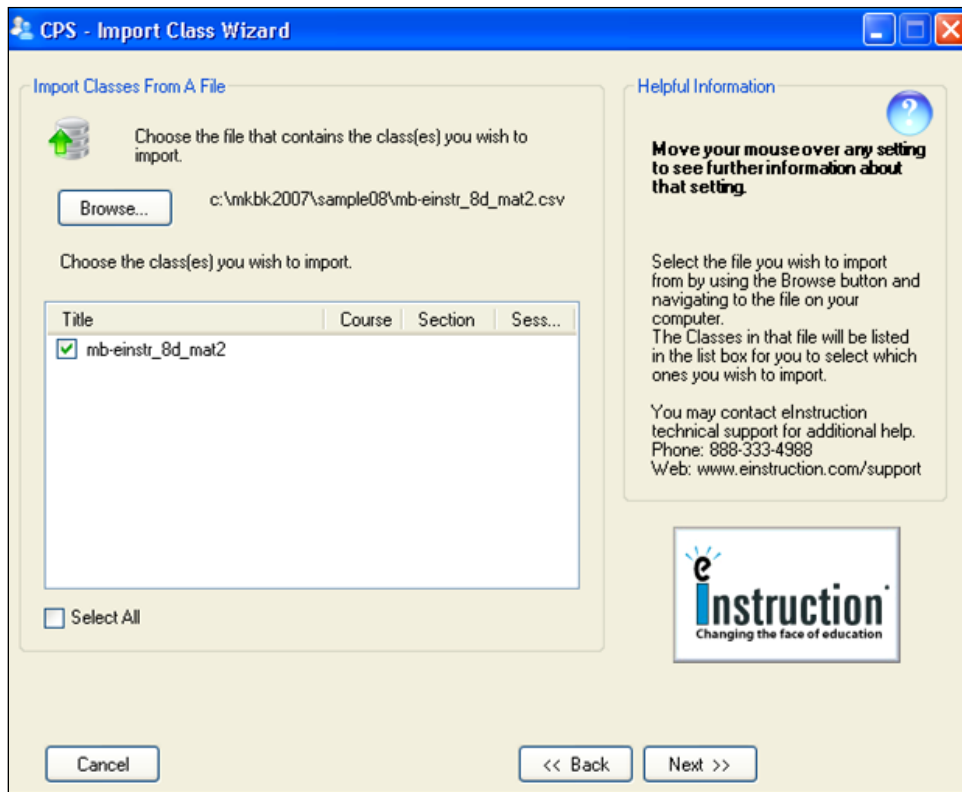 CPS - Import Class Wizard
Import Classes From A File
Choose the file that contains the class(es) you wish to
import.
Browse...
c:\mkbk2007\sample08\mb-einstr_8d_mat2.csv
Choose the class(es) you wish to import.
Title Course Section Sess...
mb-einstr_8d_mat2
Select All
Helpful Information
?
Move your mouse over any setting
to see further information about
that setting.
Select the file you wish to import
from by using the Browse button and
navigating to the file on your
computer.
The Classes in that file will be listed
in the list box for you to select which
ones you wish to import.
You may contact eInstruction
technical support for additional help.
Phone: 888-333-4988
Web: www.einstruction.com/support
eInstruction
Changing the face of education
Cancel
<< Back
Next >>